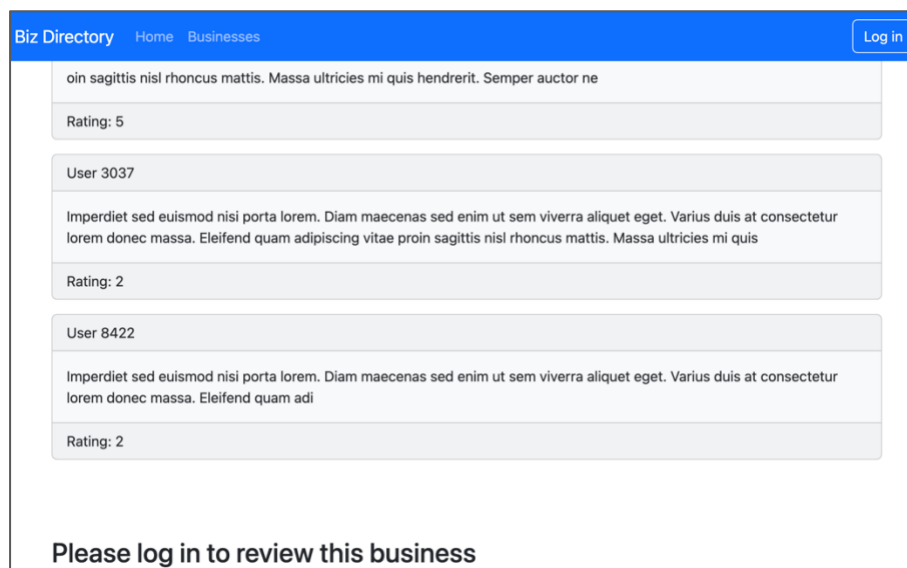 Biz Directory Home Businesses Log in
oin sagittis nisl rhoncus mattis. Massa ultricies mi quis hendrerit. Semper auctor ne
Rating: 5
User 3037
Imperdiet sed euismod nisi porta lorem. Diam maecenas sed enim ut sem viverra aliquet eget. Varius duis at consectetur
lorem donec massa. Eleifend quam adipiscing vitae proin sagittis nisl rhoncus mattis. Massa ultricies mi quis
Rating: 2
User 8422
Imperdiet sed euismod nisi porta lorem. Diam maecenas sed enim ut sem viverra aliquet eget. Varius duis at consectetur
lorem donec massa. Eleifend quam adi
Rating: 2
Please log in to review this business